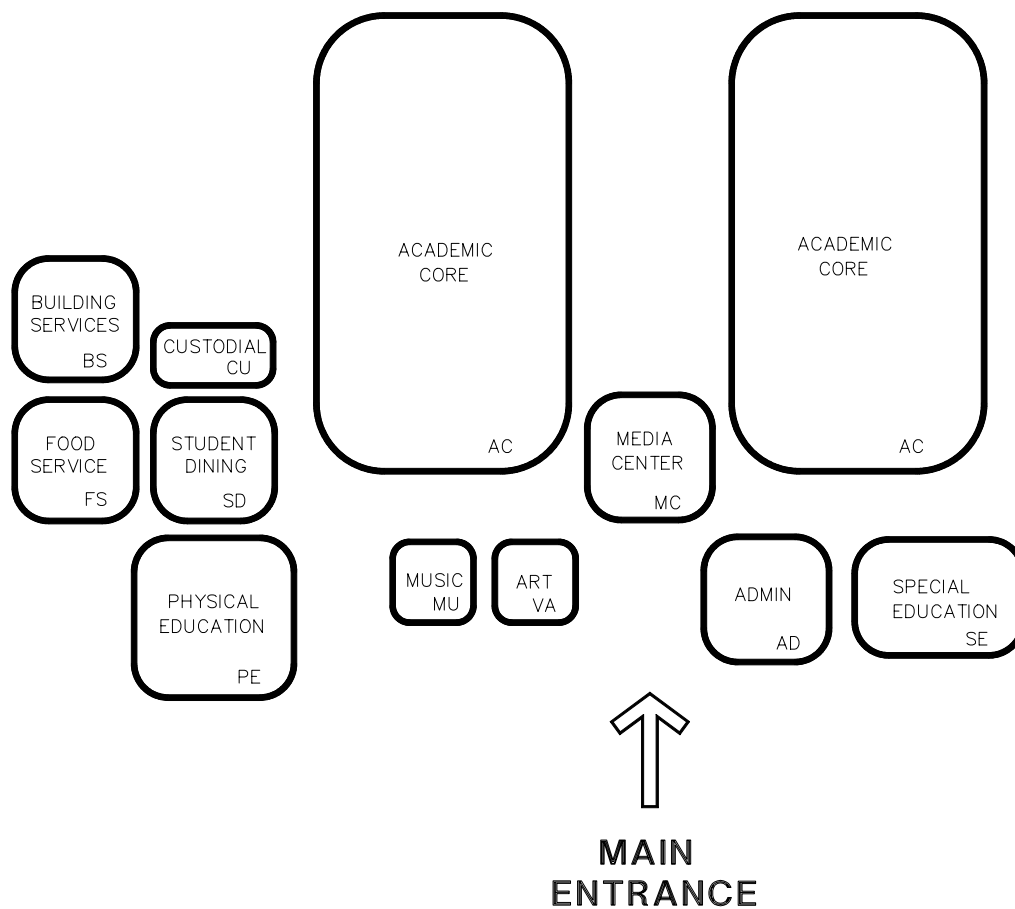 ACADEMIC
CORE
AC
ACADEMIC
CORE
AC
BUILDING
SERVICES
BS
CUSTODIAL
CU
FOOD
SERVICE
FS
STUDENT
DINING
SD
MEDIA
CENTER
MC
PHYSICAL
EDUCATION
PE
MUSIC
MU
ART
VA
ADMIN
AD
SPECIAL
EDUCATION
SE
MAIN
ENTRANCE